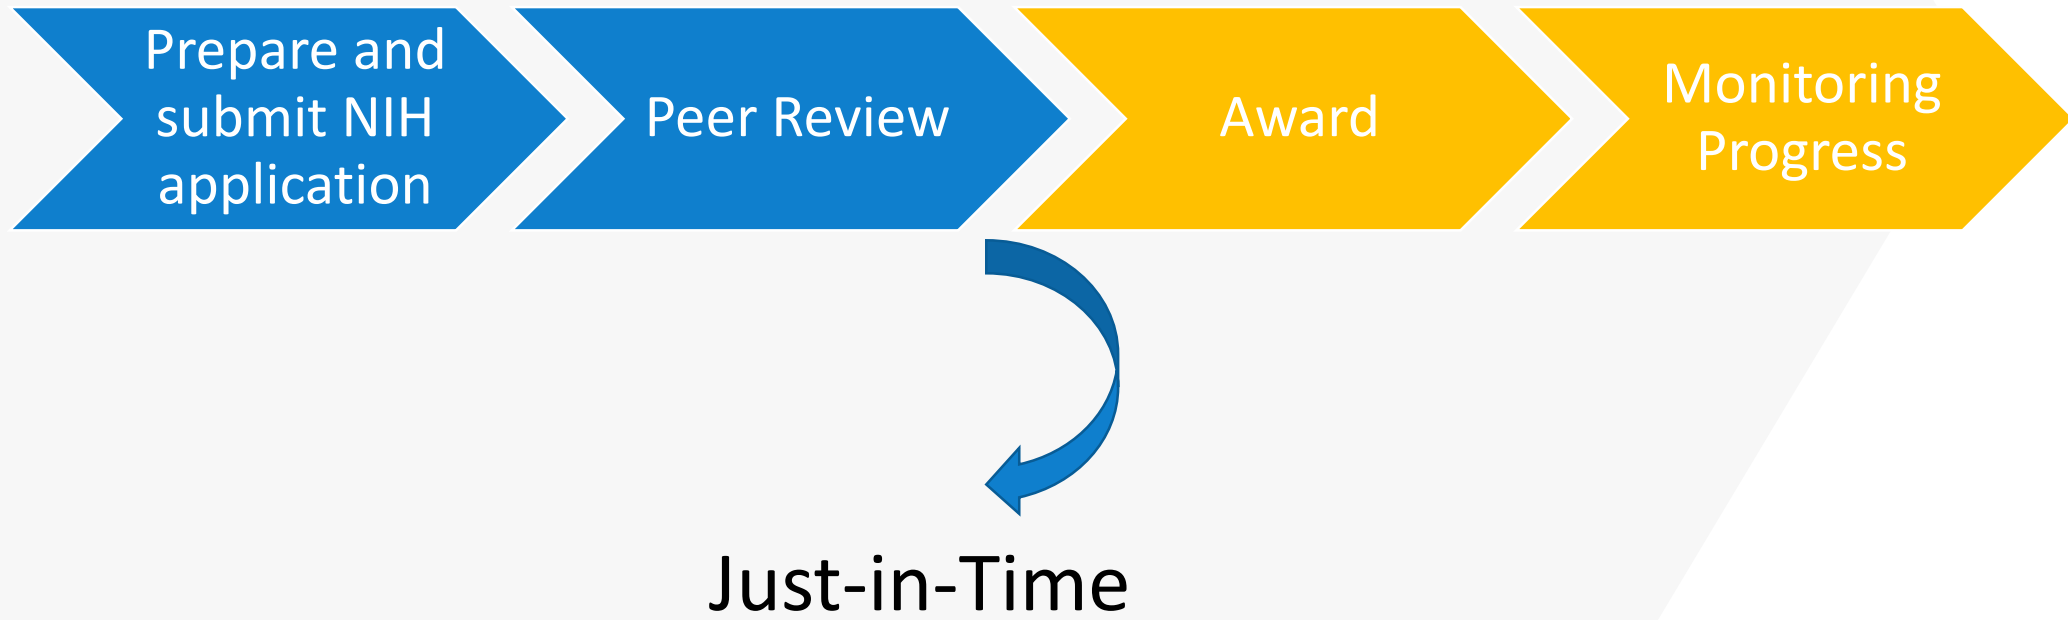 Prepare and
submit NIH
application
Peer Review
Award
Monitoring
Progress
Just-in-Time